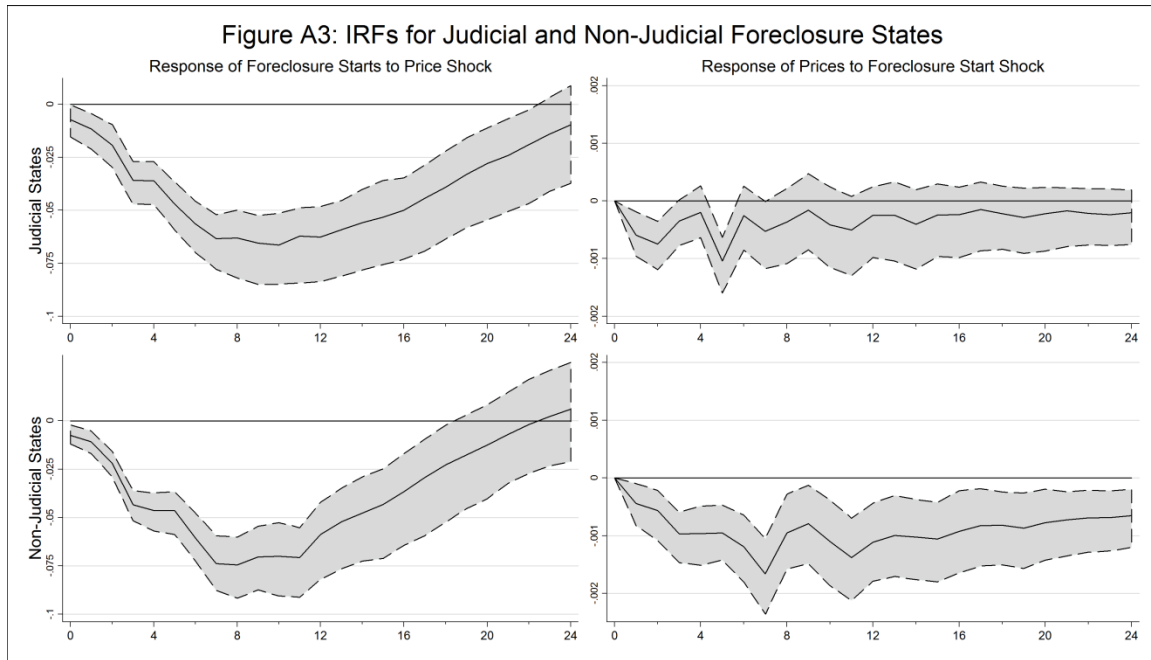 Figure A3: IRFs for Judicial and Non-Judicial Foreclosure States
Response of Foreclosure Starts to Price Shock
Response of Prices to Foreclosure Start Shock
Judicial States
0
-.025
-.05
-.075
-.1
0 4 8 12 16 20 24
.002
.001
0
-.001
-.002
0 4 8 12 16 20 24
Non-Judicial States
0
-.025
-.05
-.075
-.1
0 4 8 12 16 20 24
.002
.001
0
-.001
-.002
0 4 8 12 16 20 24